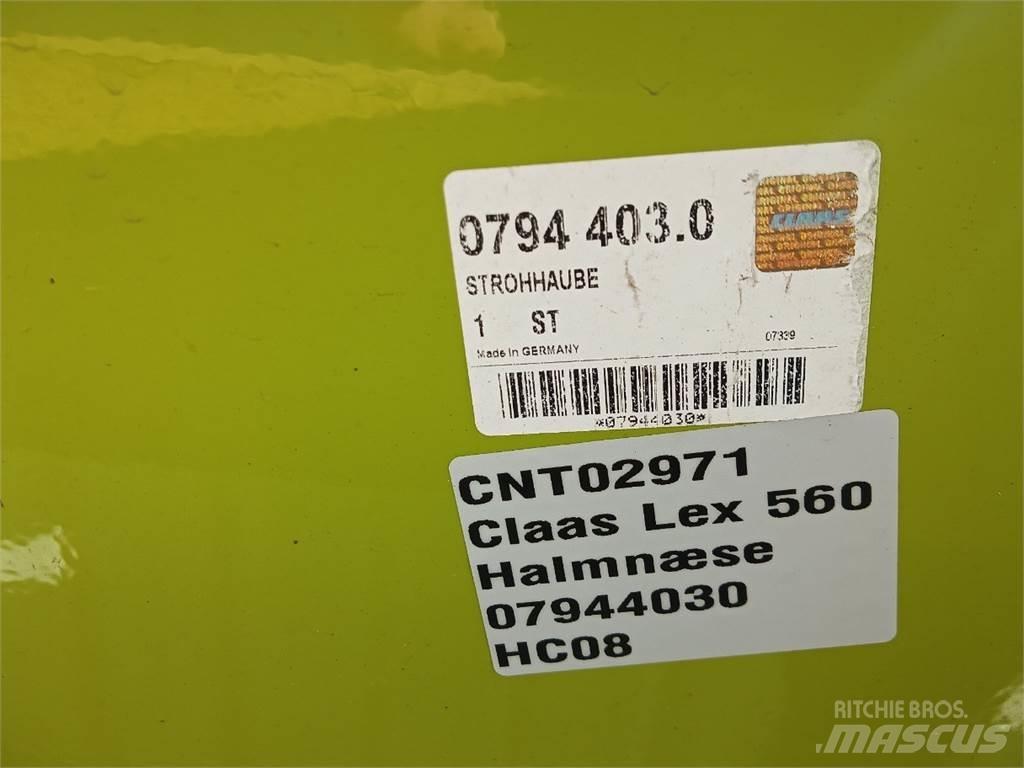 0794 403.0
CLAAS
STROHHAUBE
1 ST
Made in GERMANY 07339
*07944030*
CNT02971
Claas Lex 560
Halmnæse
07944030
HC08
RITCHIE BROS.
MASCUS